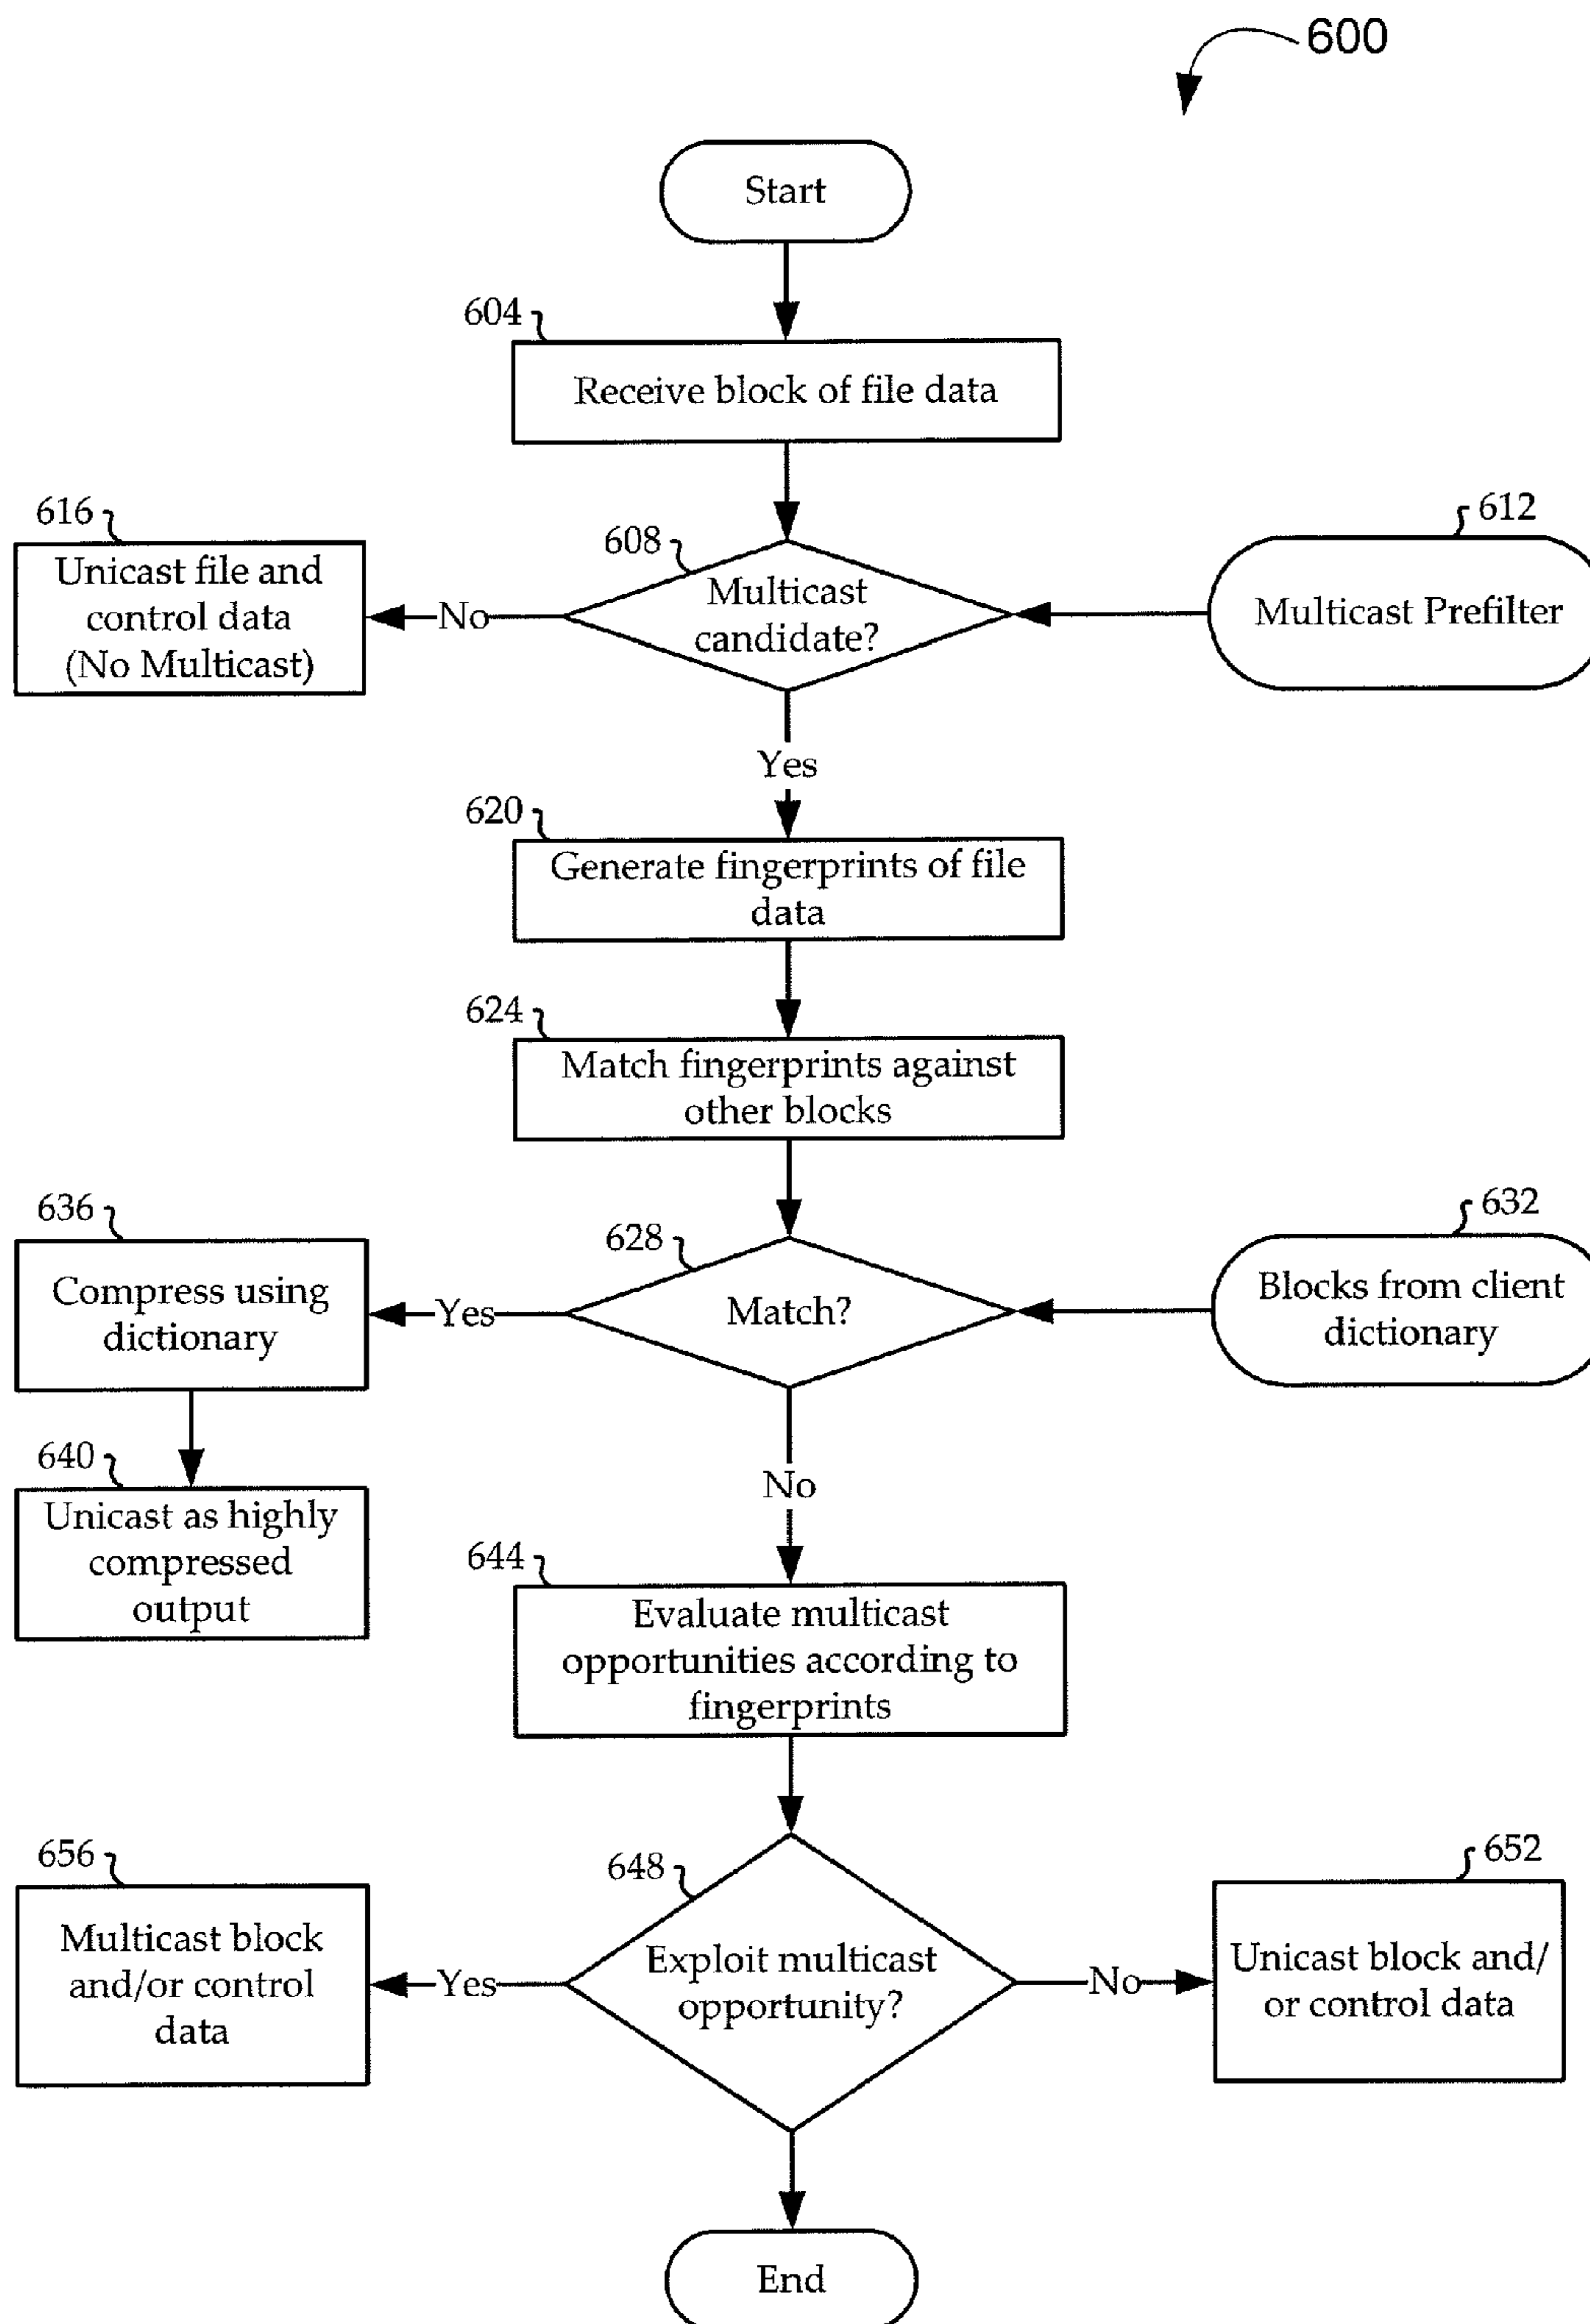 600
Start
604
Receive block of file data
616
Unicast file and
control data
(No Multicast)
No
608
Multicast
candidate?
612
Multicast Prefilter
Yes
620
Generate fingerprints of file
data
624
Match fingerprints against
other blocks
636
Compress using
dictionary
Yes
628
Match?
632
Blocks from client
dictionary
640
Unicast as highly
compressed
output
No
644
Evaluate multicast
opportunities according to
fingerprints
656
Multicast block
and/or control
data
Yes
648
Exploit multicast
opportunity?
No
652
Unicast block and/
or control data
End